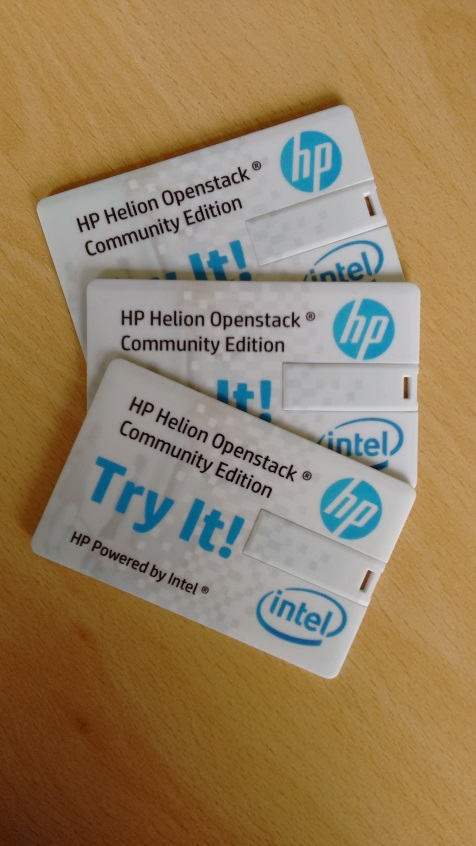 HP Helion Openstack ®
Community Edition
hp
y It!
intel
HP Helion Openstack ®
Community Edition
hp
It!
intel
HP Helion Openstack ®
Community Edition
hp
Try It!
HP Powered by Intel ®
intel